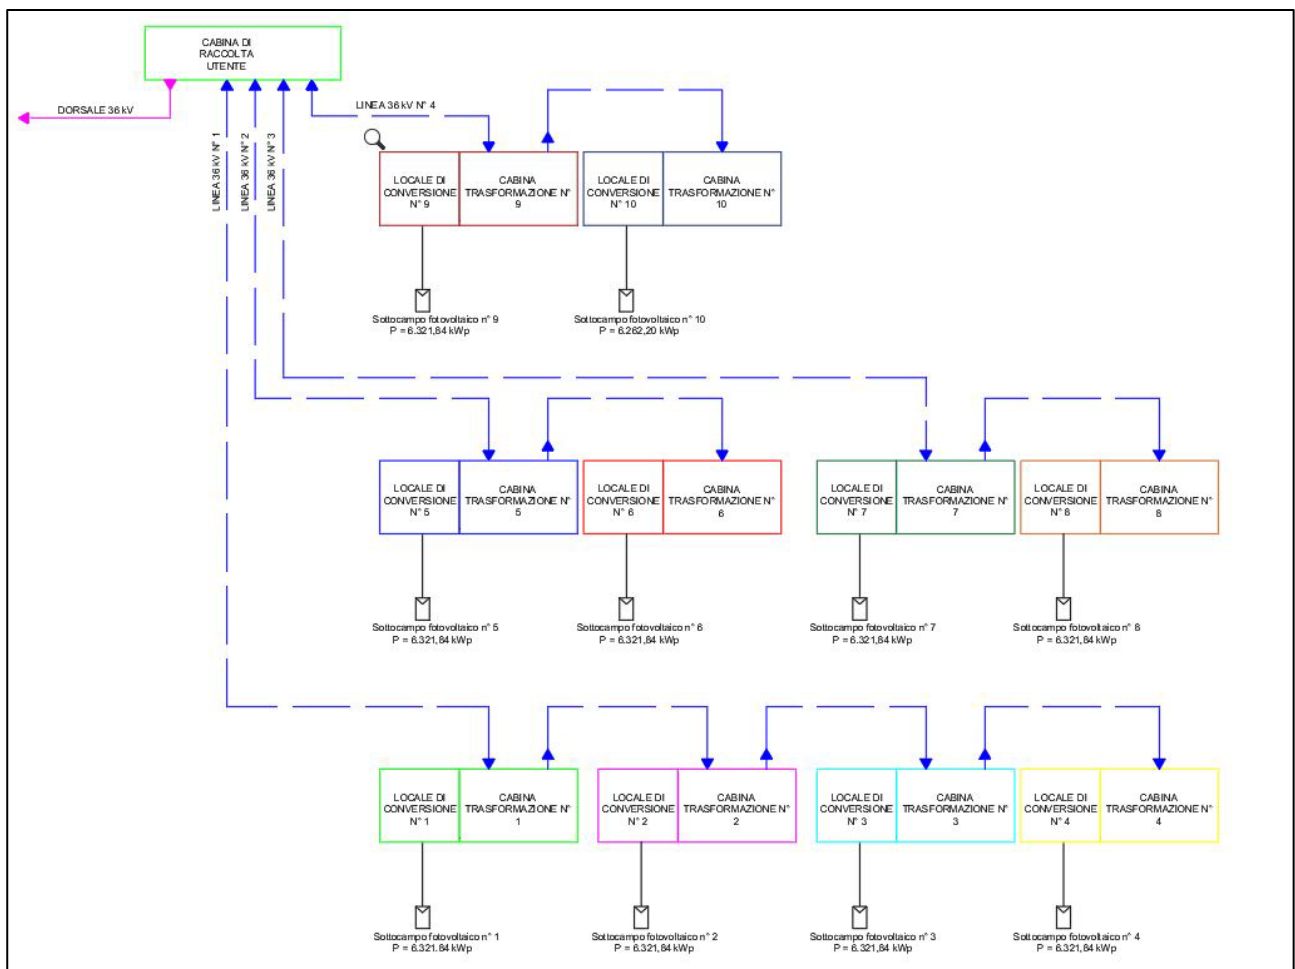 CABINA DI
RACCOLTA
UTENTE
DORSALE 36 kV
LINEA 36 kV N° 4
LINEA 36 kV N° 1
LINEA 36 kV N° 2
LINEA 36 kV N° 3
LOCALE DI
CONVERSIONE
N° 9
CABINA
TRASFORMAZIONE N°
9
LOCALE DI
CONVERSIONE
N° 10
CABINA
TRASFORMAZIONE N°
10
Sottocampo fotovoltaico n° 9
P = 6.321,84 kWp
Sottocampo fotovoltaico n° 10
P = 6.262,20 kWp
LOCALE DI
CONVERSIONE
N° 5
CABINA
TRASFORMAZIONE N°
5
LOCALE DI
CONVERSIONE
N° 6
CABINA
TRASFORMAZIONE N°
6
LOCALE DI
CONVERSIONE
N° 7
CABINA
TRASFORMAZIONE N°
7
LOCALE DI
CONVERSIONE
N° 8
CABINA
TRASFORMAZIONE N°
8
Sottocampo fotovoltaico n° 5
P = 6.321,84 kWp
Sottocampo fotovoltaico n° 6
P = 6.321,84 kWp
Sottocampo fotovoltaico n° 7
P = 6.321,84 kWp
Sottocampo fotovoltaico n° 8
P = 6.321,84 kWp
LOCALE DI
CONVERSIONE
N° 1
CABINA
TRASFORMAZIONE N°
1
LOCALE DI
CONVERSIONE
N° 2
CABINA
TRASFORMAZIONE N°
2
LOCALE DI
CONVERSIONE
N° 3
CABINA
TRASFORMAZIONE N°
3
LOCALE DI
CONVERSIONE
N° 4
CABINA
TRASFORMAZIONE N°
4
Sottocampo fotovoltaico n° 1
P = 6.321,84 kWp
Sottocampo fotovoltaico n° 2
P = 6.321,84 kWp
Sottocampo fotovoltaico n° 3
P = 6.321,84 kWp
Sottocampo fotovoltaico n° 4
P = 6.321,84 kWp